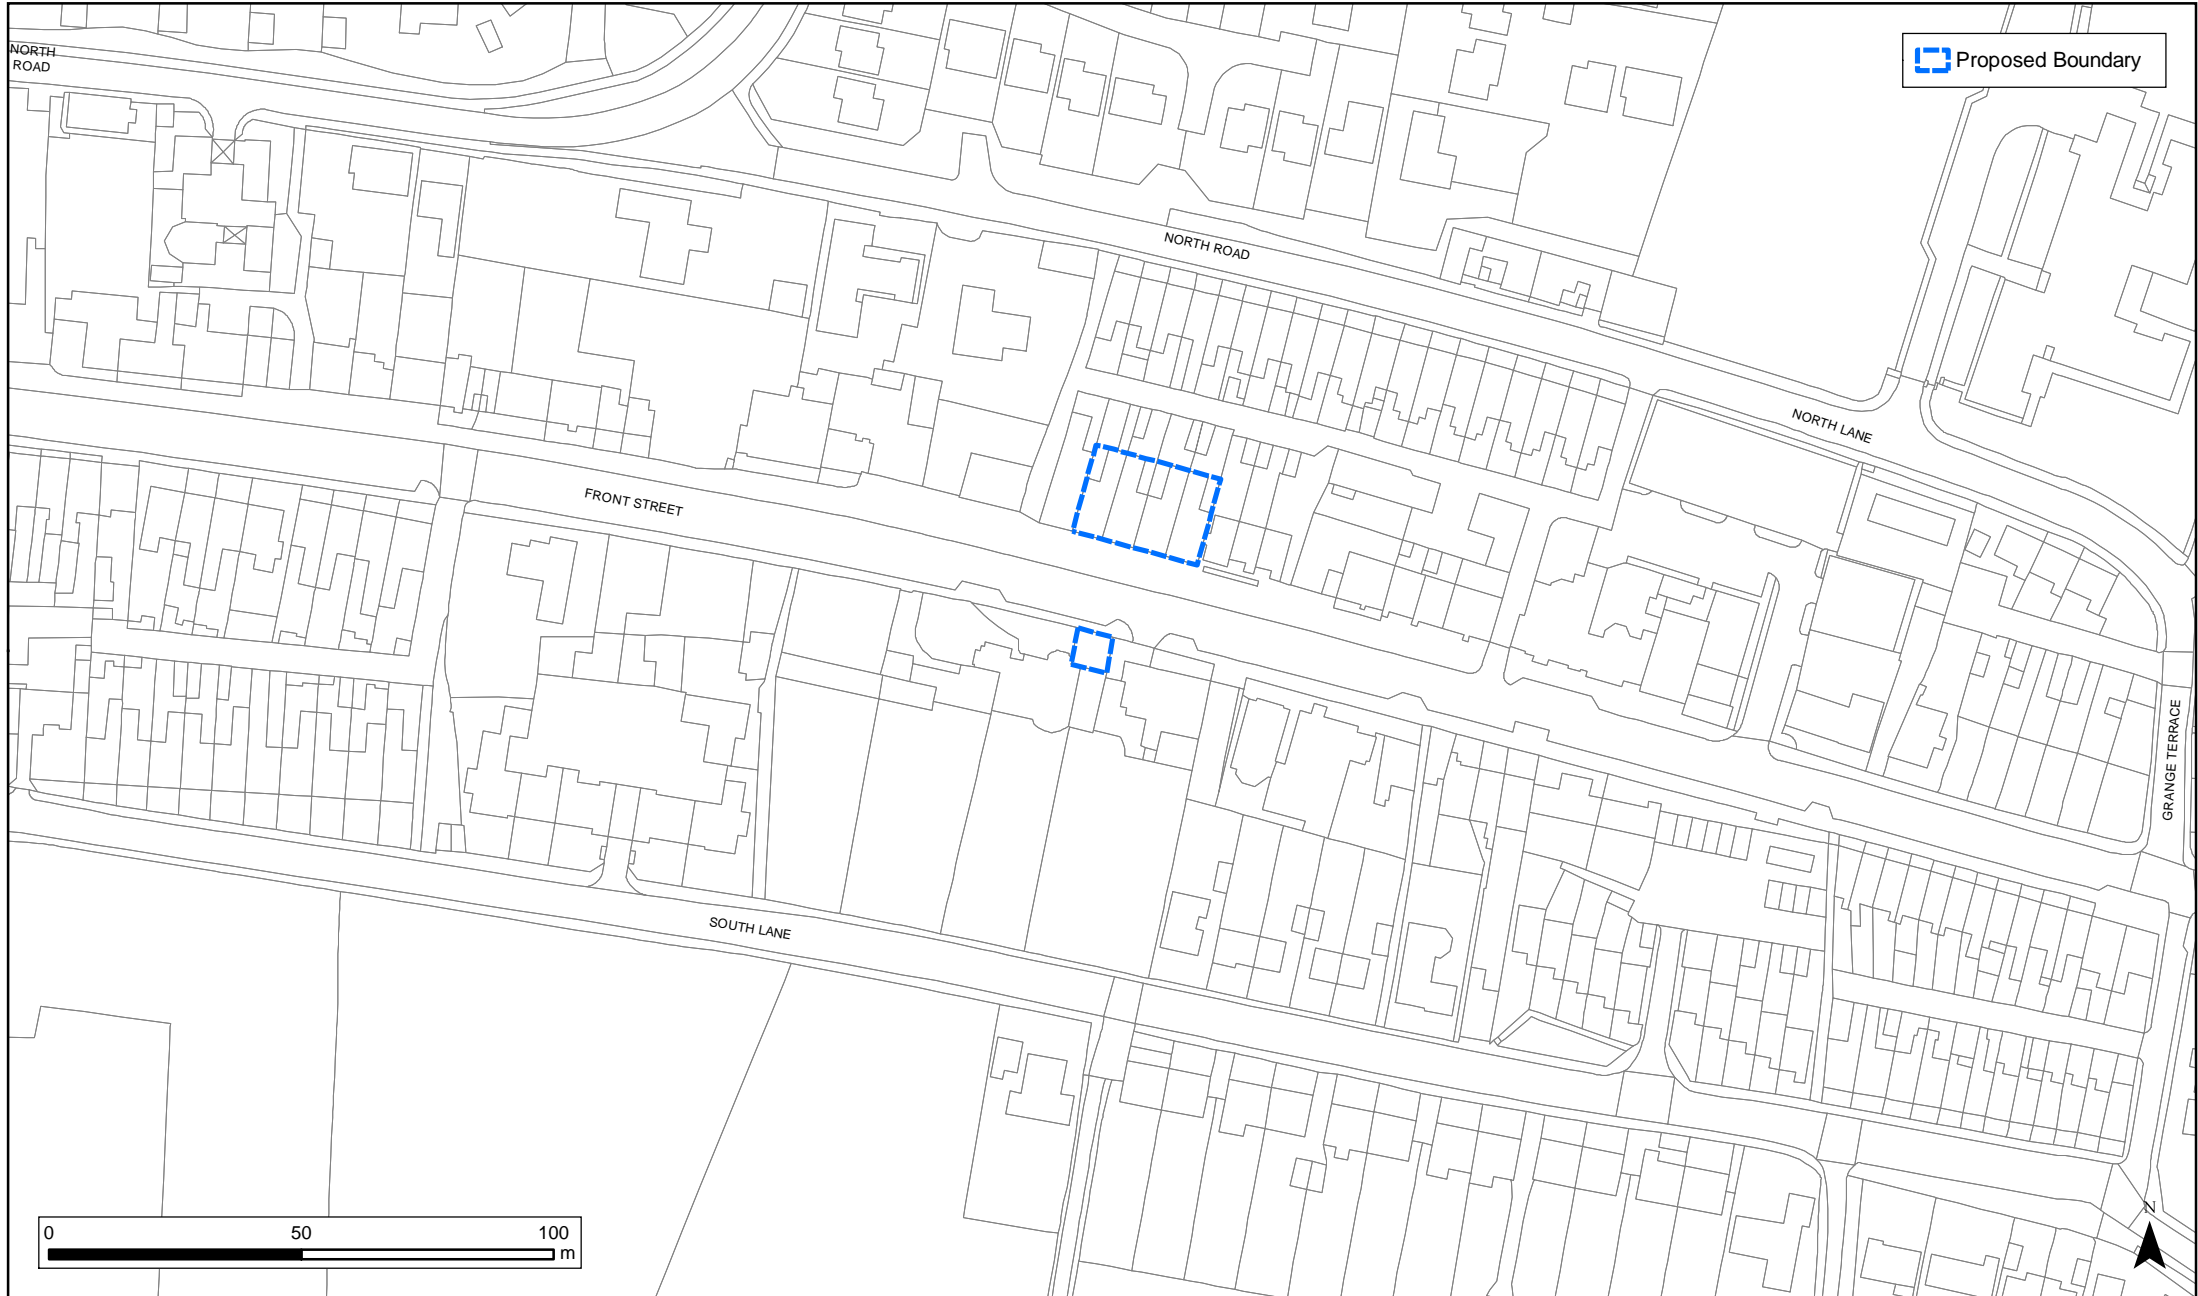 NORTH
ROAD
Proposed Boundary
NORTH ROAD
NORTH LANE
FRONT STREET
GRANGE TERRACE
SOUTH LANE
N
0 50 100
m